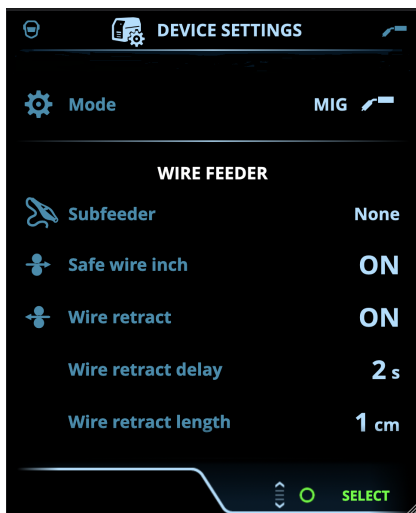 DEVICE SETTINGS
Mode MIG
WIRE FEEDER
Subfeeder None
Safe wire inch ON
Wire retract ON
Wire retract delay 2 s
Wire retract length 1 cm
SELECT